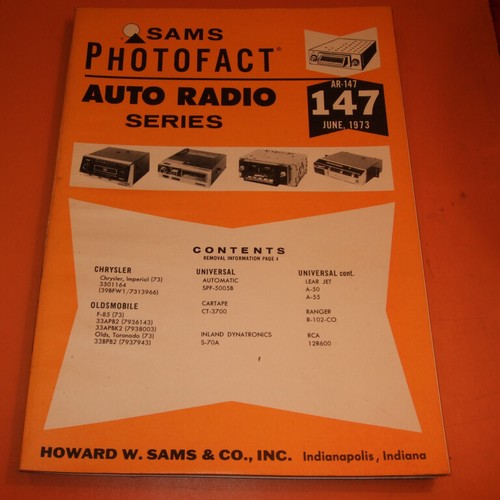 SAMS
PHOTOFACT®
AUTO RADIO
SERIES
AR-147
147
JUNE, 1973
CONTENTS
REMOVAL INFORMATION PAGE 4
CHRYSLER
Chrysler, Imperial (73)
3501164
(39BFW1/7313966)
OLDSMOBILE
F-85 (73)
33APB2 (7936143)
33APBK2 (7938003)
Olds, Toronado (73)
33BPB2 (7937943)
UNIVERSAL
AUTOMATIC
SPF-5005B
CARTAPE
CT-3700
INLAND DYNATRONICS
S-70A
UNIVERSAL cont.
LEAR JET
A-50
A-55
RANGER
R-102-CO
RCA
12R600
F
HOWARD W. SAMS & CO., INC. Indianapolis, Indiana